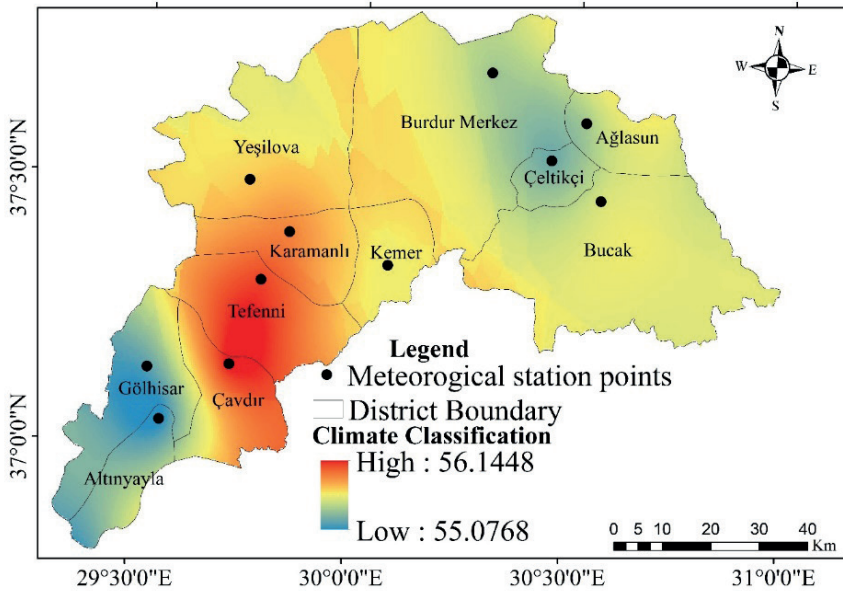 N
W E
S
Burdur Merkez
Ağlasun
Yeşilova
Çeltikçi
37°30'0"N
Karamanlı
Kemer
Bucak
Tefenni
Legend
Meteorogical station points
Gölhisar
Çavdır
District Boundary
37°0'0"N
Climate Classification
High : 56.1448
Altınyayla
Low : 55.0768
0 5 10 20 30 40
Km
29°30'0"E 30°0'0"E 30°30'0"E 31°0'0"E